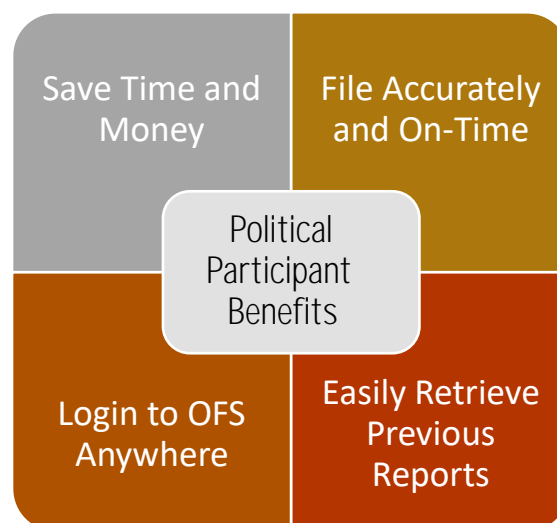 Save Time and
Money
File Accurately
and On-Time
Political
Participant
Benefits
Login to OFS
Anywhere
Easily Retrieve
Previous
Reports